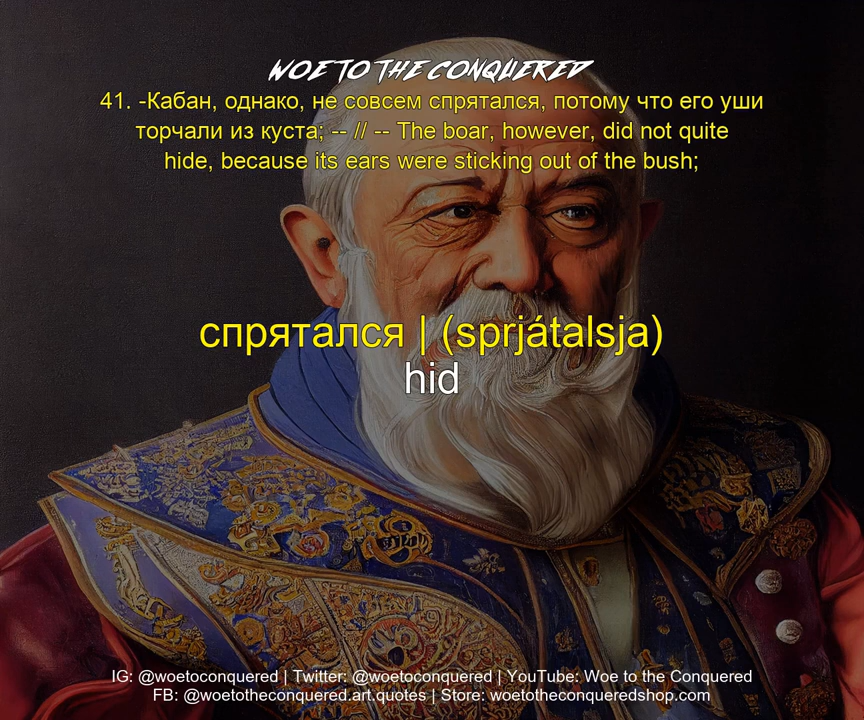 WOE TO THE CONQUERED
41. -Кабан, однако, не совсем спрятался, потому что его уши
торчали из куста; -- // -- The boar, however, did not quite
hide, because its ears were sticking out of the bush;
спрятался | (sprjátalsja)
hid
IG: @woetoconquered | Twitter: @woetoconquered | YouTube: Woe to the Conquered
FB: @woetotheconquered.art.quotes | Store: woetotheconqueredshop.com